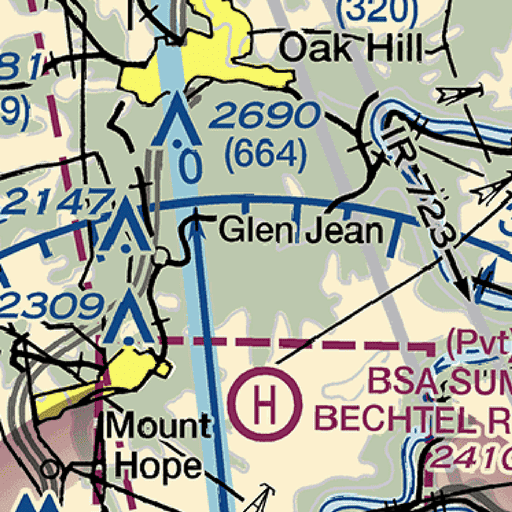 (320)
Oak Hill
81
9)
2690
(664)
0
2147
IR-723
Glen Jean
2309
(Pvt)
BSA SUM
H
BECHTEL R
Mount
Hope
2410